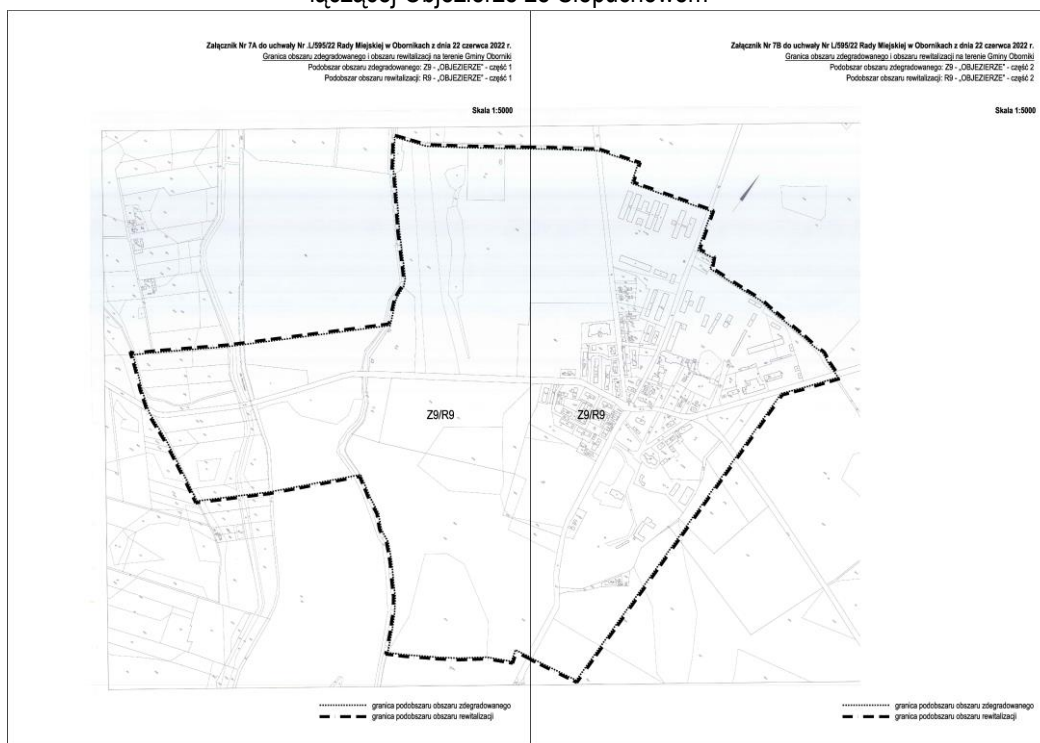 łączącej Objezierze ze Ślepuchowem
Załącznik Nr 7A do uchwały Nr .L/595/22 Rady Miejskiej w Obornikach z dnia 22 czerwca 2022 r.
Granica obszaru zdegradowanego i obszaru rewitalizacji na terenie Gminy Oborniki
Podobszar obszaru zdegradowanego: Z9 - „OBJEZIERZE" - część 1
Podobszar obszaru rewitalizacji: R9 - „OBJEZIERZE" - część 1
Skala 1:5000
Załącznik Nr 7B do uchwały Nr L/595/22 Rady Miejskiej w Obornikach z dnia 22 czerwca 2022 r.
Granica obszaru zdegradowanego i obszaru rewitalizacji na terenie Gminy Oborniki
Podobszar obszaru zdegradowanego: Z9 - „OBJEZIERZE" - część 2
Podobszar obszaru rewitalizacji: R9 - „OBJEZIERZE" - część 2
Skala 1:5000
Z9/R9
Z9/R9
granica podobszaru obszaru zdegradowanego
granica podobszaru obszaru rewitalizacji
granica podobszaru obszaru zdegradowanego
granica podobszaru obszaru rewitalizacji